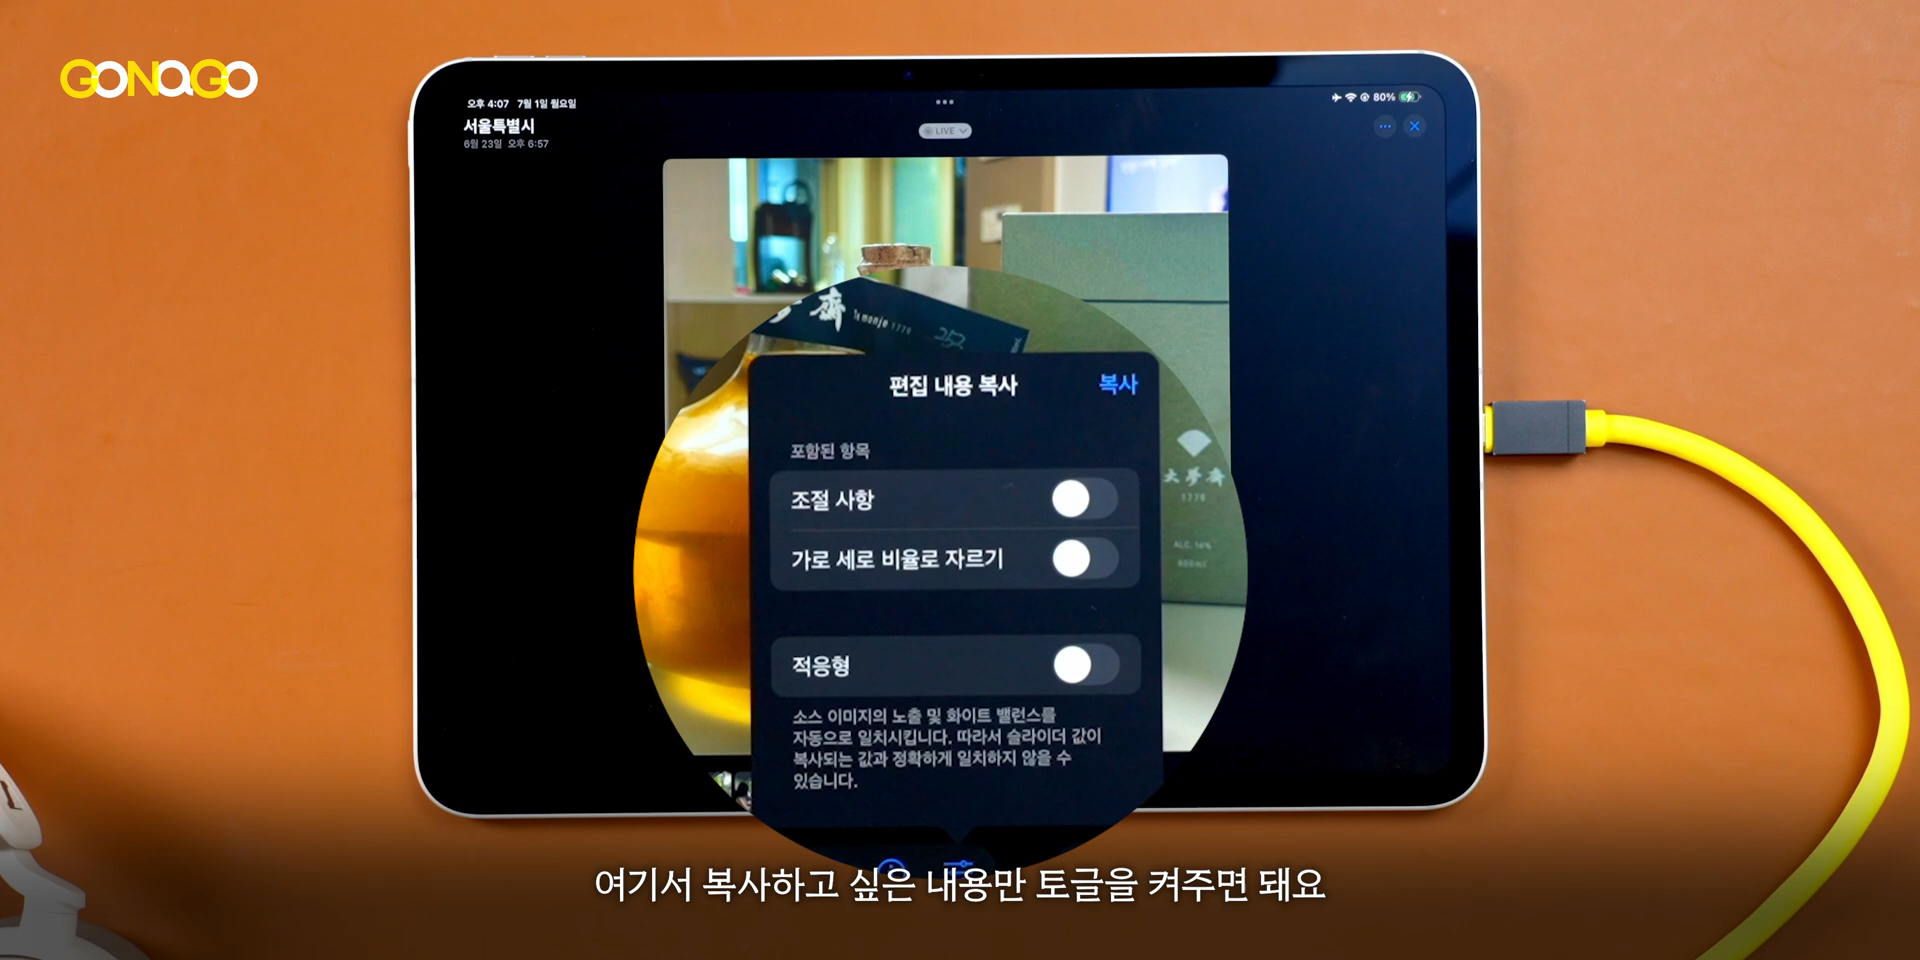 GONaGO
오후 4:07 7월 1일 월요일
80%
서울특별시
6월 23일 오후 6:57
LIVE
齋
1770
편집 내용 복사
복사
포함된 항목
조절 사항
가로 세로 비율로 자르기
적응형
소스 이미지의 노출 및 화이트 밸런스를
자동으로 일치시킵니다. 따라서 슬라이더 값이
복사되는 값과 정확하게 일치하지 않을 수
있습니다.
1770
ALC. 16%
600ml
여기서 복사하고 싶은 내용만 토글을 켜주면 돼요